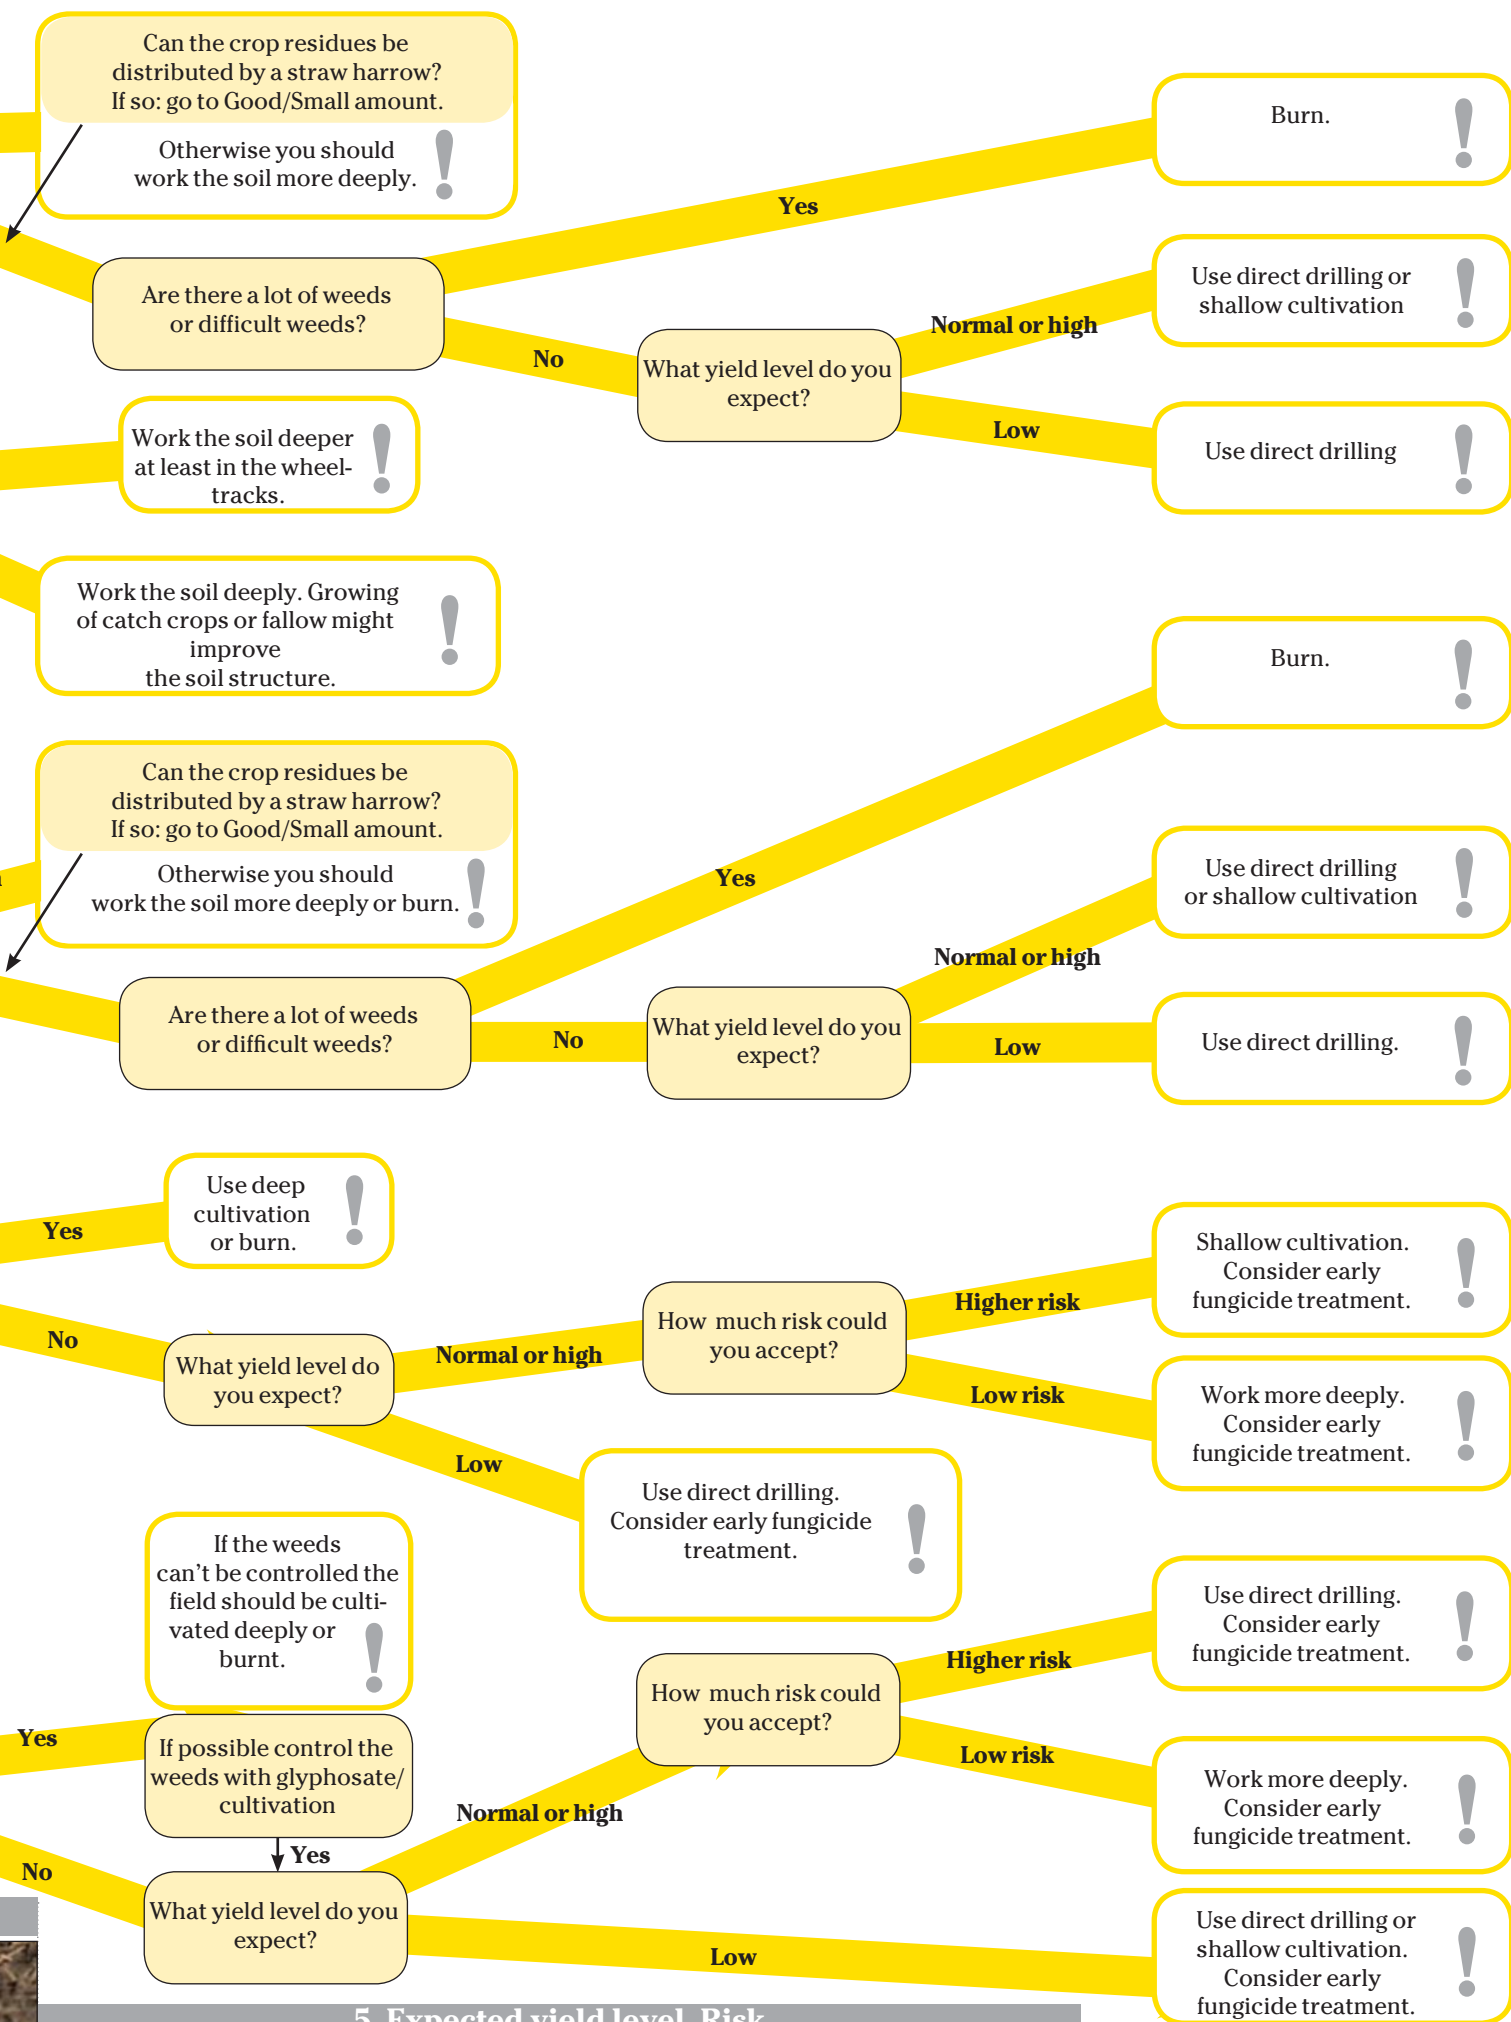 Can the crop residues be
distributed by a straw harrow?
If so: go to Good/Small amount.
Otherwise you should
work the soil more deeply.
Burn.
Yes
Are there a lot of weeds
or difficult weeds?
Use direct drilling or
shallow cultivation
Normal or high
No
What yield level do you
expect?
Low
Use direct drilling
Work the soil deeper
at least in the wheel-
tracks.
Work the soil deeply. Growing
of catch crops or fallow might
improve
the soil structure.
Burn.
Can the crop residues be
distributed by a straw harrow?
If so: go to Good/Small amount.
Otherwise you should
work the soil more deeply or burn.
Yes
Use direct drilling
or shallow cultivation
Normal or high
Are there a lot of weeds
or difficult weeds?
No
What yield level do you
expect?
Low
Use direct drilling.
Yes
Use deep
cultivation
or burn.
Shallow cultivation.
Consider early
fungicide treatment.
Higher risk
How much risk could
you accept?
No
What yield level do
you expect?
Normal or high
Low risk
Work more deeply.
Consider early
fungicide treatment.
Low
Use direct drilling.
Consider early fungicide
treatment.
If the weeds
can't be controlled the
field should be culti-
vated deeply or
burnt.
Use direct drilling.
Consider early
fungicide treatment.
Higher risk
How much risk could
you accept?
Yes
If possible control the
weeds with glyphosate/
cultivation
Low risk
Work more deeply.
Consider early
fungicide treatment.
Normal or high
Yes
No
What yield level do you
expect?
Low
Use direct drilling or
shallow cultivation.
Consider early
fungicide treatment.
5. Expected yield level, Risk